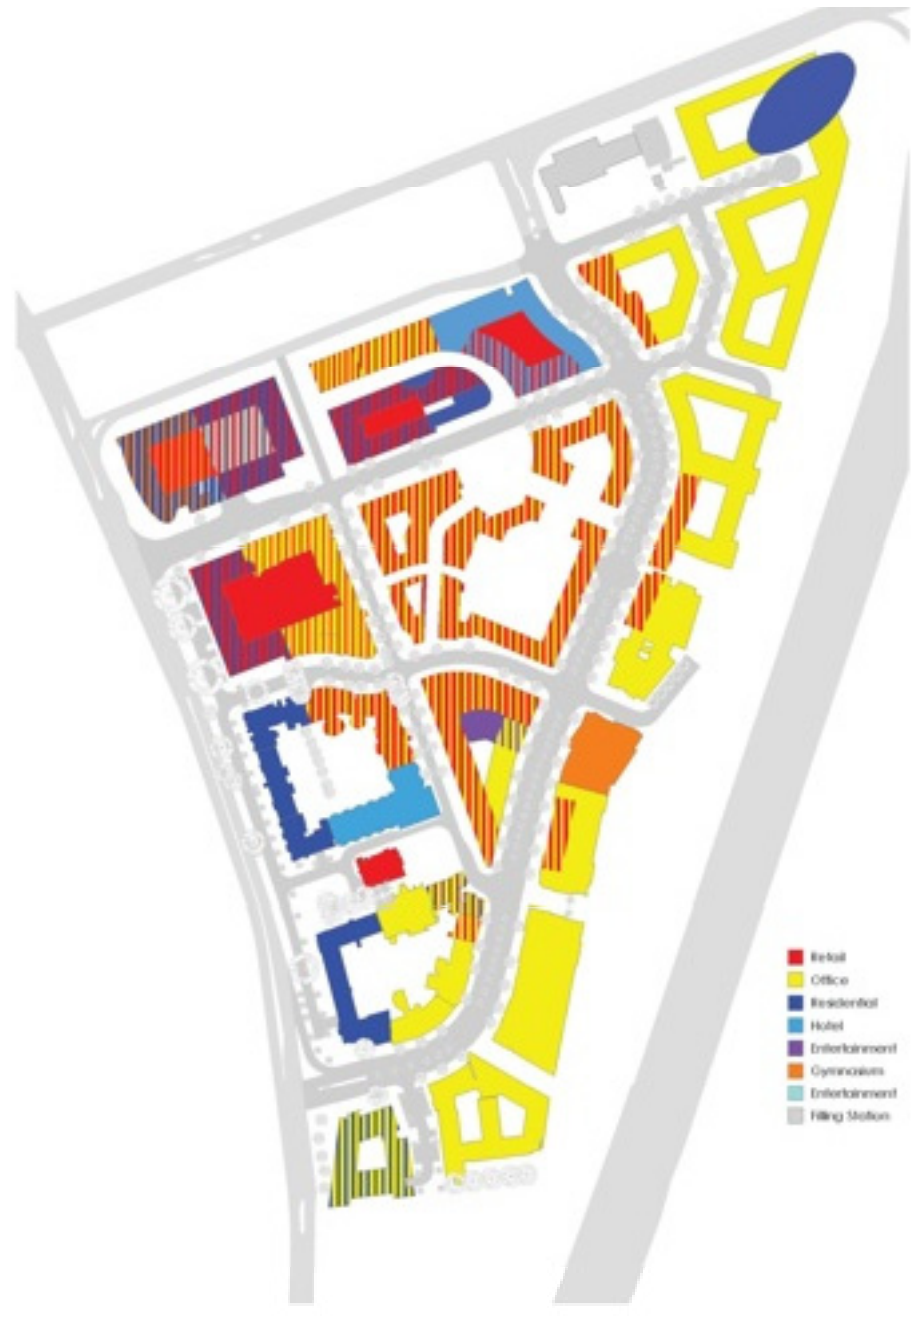 Retail
Office
Residential
Hotel
Entertainment
Gymnasium
Entertainment
Filling Station